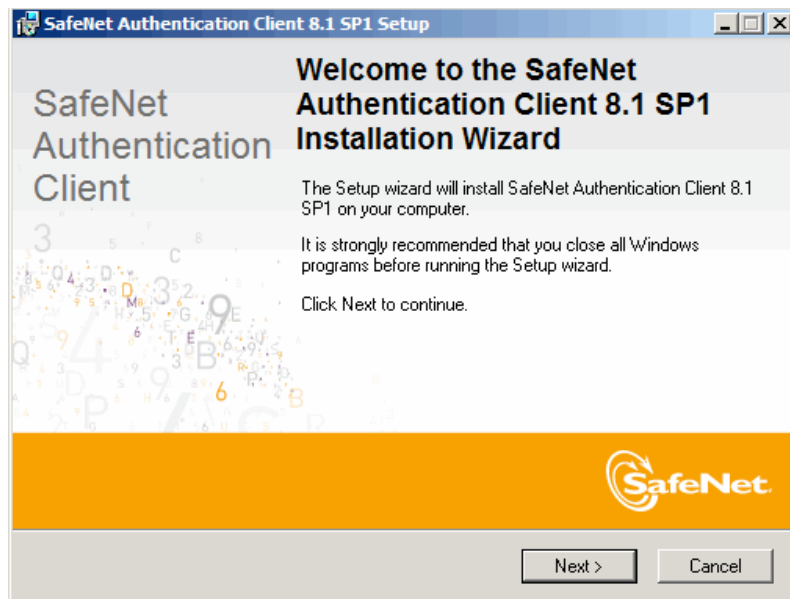 SafeNet Authentication Client 8.1 SP1 Setup
SafeNet
Authentication
Client
Welcome to the SafeNet
Authentication Client 8.1 SP1
Installation Wizard
The Setup wizard will install SafeNet Authentication Client 8.1
SP1 on your computer.
It is strongly recommended that you close all Windows
programs before running the Setup wizard.
Click Next to continue.
SafeNet.
Next >
Cancel